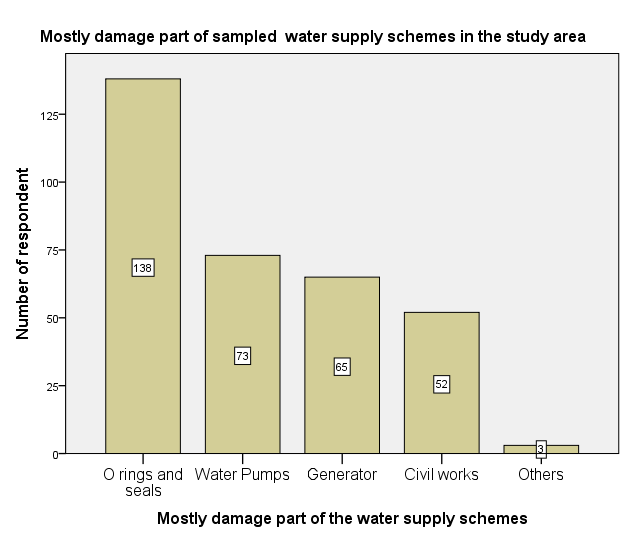 Mostly damage part of sampled  water supply schemes in the study area
Number of respondent
125
100
75
50
25
0
138
73
65
52
3
O rings and
seals
Water Pumps
Generator
Civil works
Others
Mostly damage part of the water supply schemes